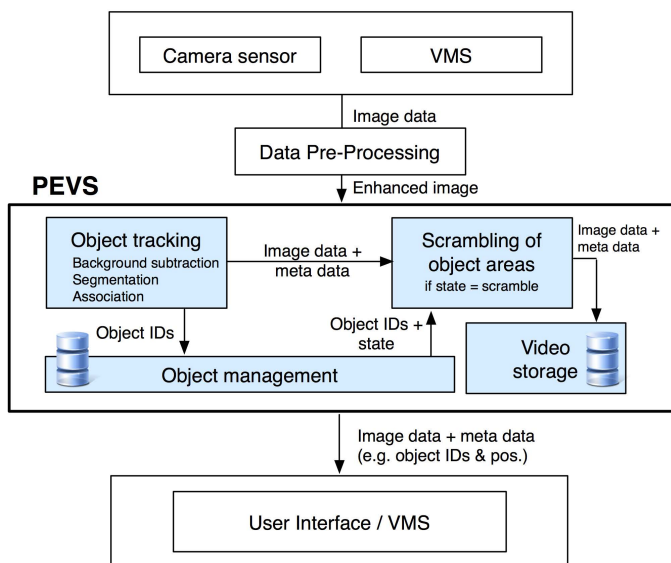 Camera sensor
VMS
Image data
Data Pre-Processing
PEVS
Enhanced image
Object tracking
Background subtraction
Segmentation
Association
Image data +
meta data
Scrambling of
object areas
if state = scramble
Image data +
meta data
Object IDs
Object IDs +
state
Object management
Video
storage
Image data + meta data
(e.g. object IDs & pos.)
User Interface / VMS